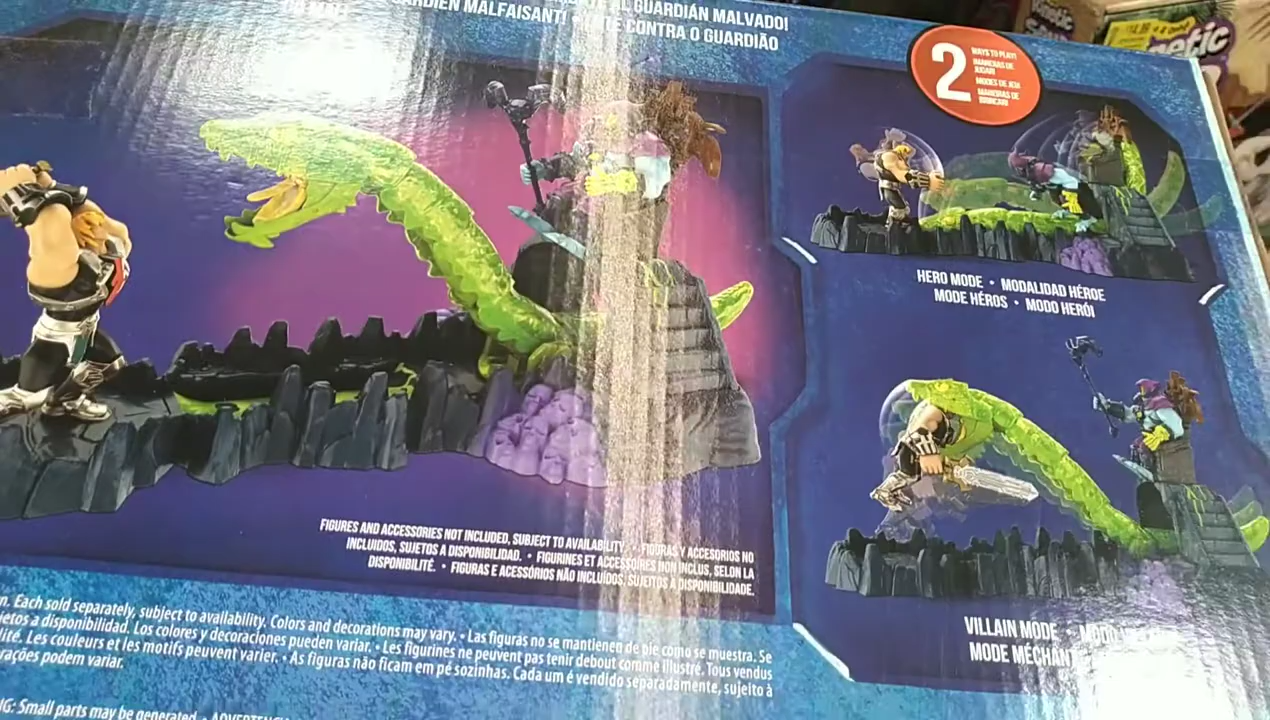 AL GUARDIÁN MALVADO!
GARDIEN MALFAISANT!
CONTRA O GUARDIÃO
2
WAYS TO PLAY!
MANERAS DE
JUGAR!
MODES DE JEU!
MANEIRAS DE
BRINCAR!
HERO MODE • MODALIDAD HÉROE
MODE HÉROS • MODO HERÓI
FIGURES AND ACCESSORIES NOT INCLUDED, SUBJECT TO AVAILABILITY. • FIGURAS Y ACCESORIOS NO
INCLUIDOS, SUJETOS A DISPONIBILIDAD. • FIGURINES ET ACCESSOIRES NON INCLUS, SELON LA
DISPONIBILITÉ. • FIGURAS E ACESSÓRIOS NÃO INCLUÍDOS, SUJEITOS A DISPONIBILIDADE.
VILLAIN MODE •
MODE MÉCHANT
n. Each sold separately, subject to availability. Colors and decorations may vary. • Las figuras no se mantienen de pie como se muestra. Se
jetos a disponibilidad. Los colores y decoraciones pueden variar. • Les figurines ne peuvent pas tenir debout comme illustré. Tous vendus
lité. Les couleurs et les motifs peuvent varier. • As figuras não ficam em pé sozinhas. Cada um é vendido separadamente, sujeito à
rações podem variar.
NG: Small parts may be generated. •